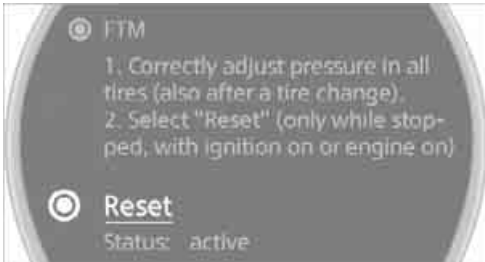 FTM
1. Correctly adjust pressure in all
tires (also after a tire change).
2. Select "Reset" (only while stop-
ped, with ignition on or engine on)
Reset
Status: active